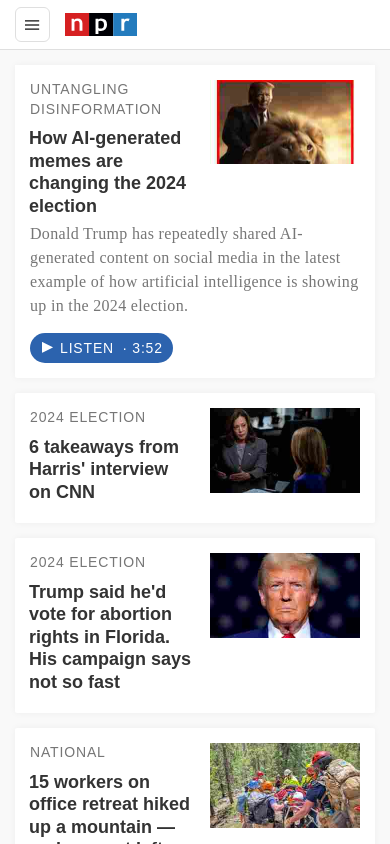 npr
UNTANGLING
DISINFORMATION
How AI-generated
memes are
changing the 2024
election
Donald Trump has repeatedly shared AI-
generated content on social media in the latest
example of how artificial intelligence is showing
up in the 2024 election.
LISTEN · 3:52
2024 ELECTION
6 takeaways from
Harris' interview
on CNN
2024 ELECTION
Trump said he'd
vote for abortion
rights in Florida.
His campaign says
not so fast
NATIONAL
15 workers on
office retreat hiked
up a mountain —